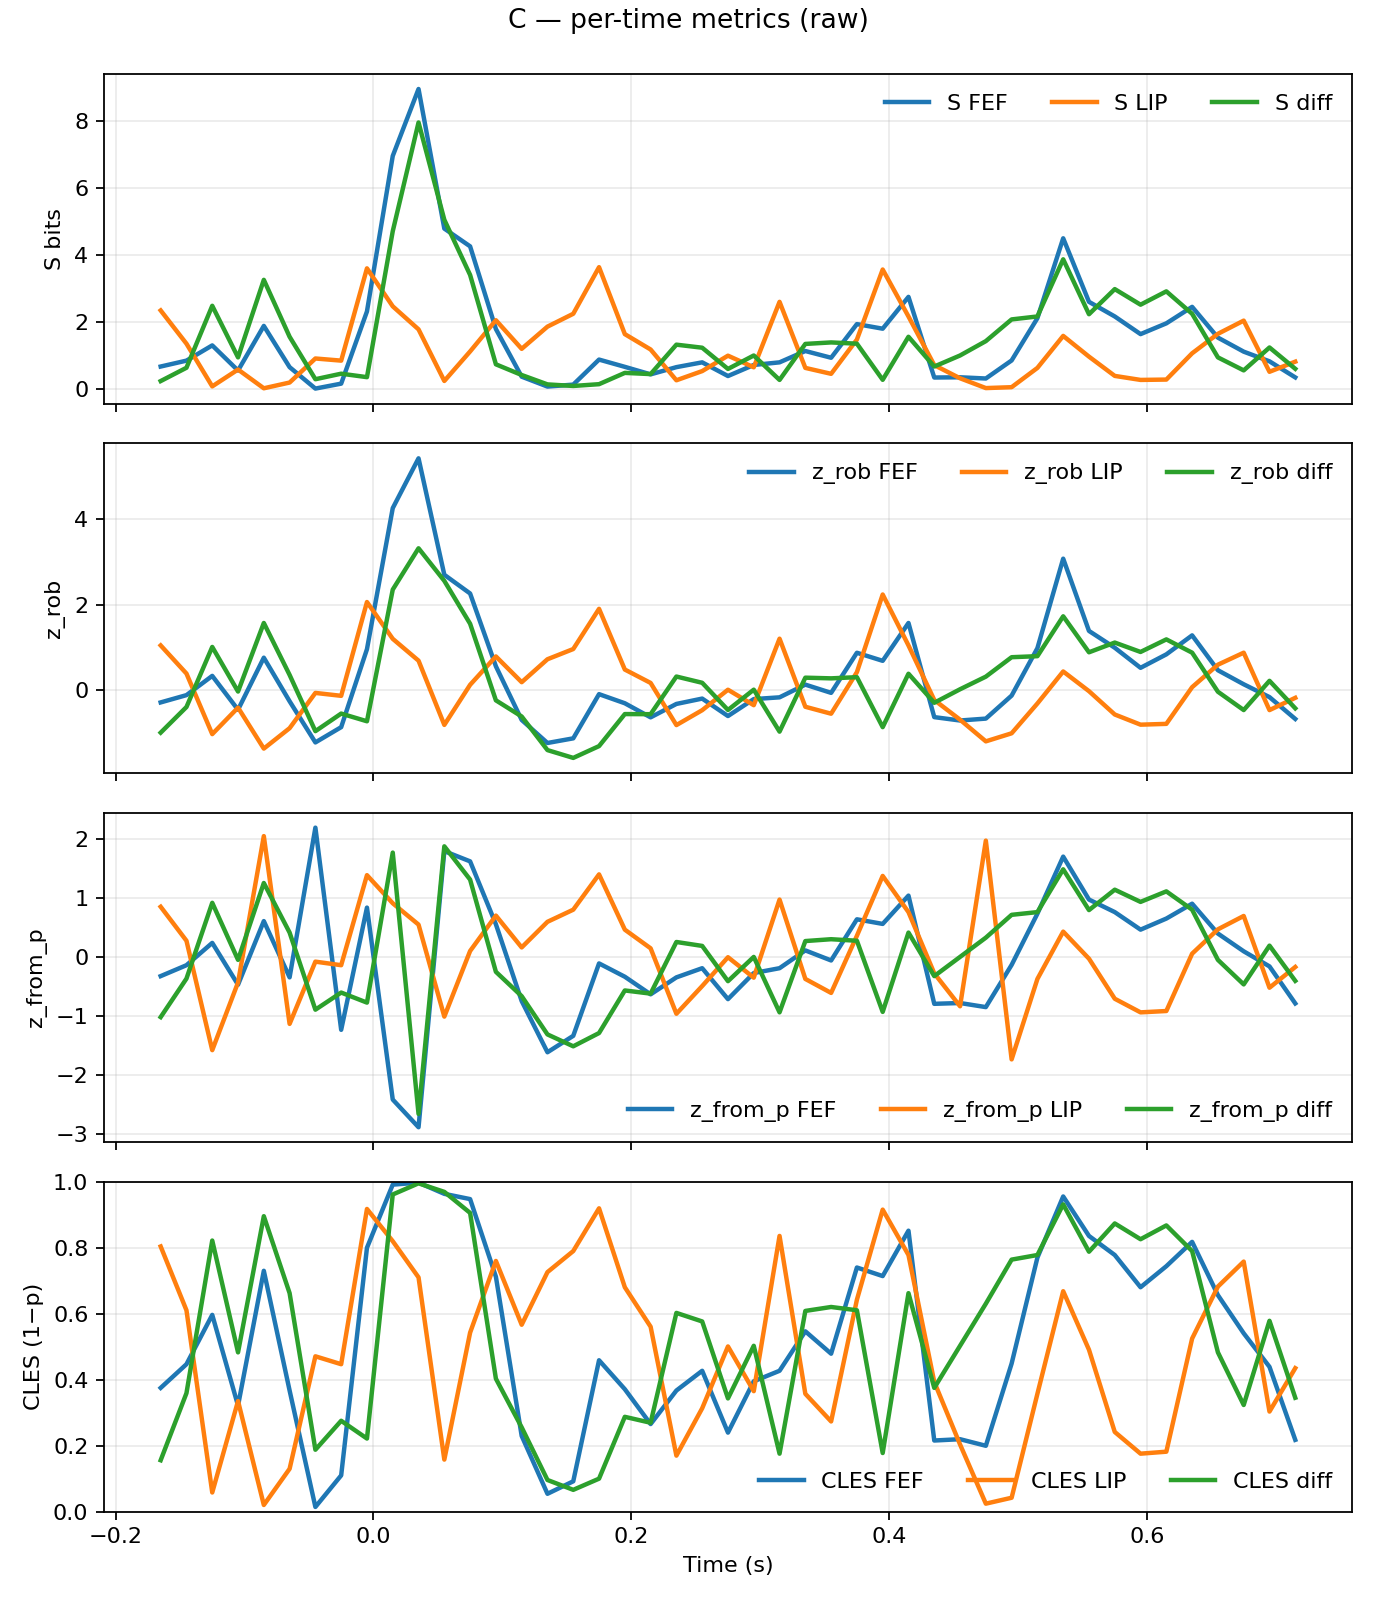 C — per-time metrics (raw)
S FEF S LIP S diff
8
6
4
2
0
S bits
z_rob FEF z_rob LIP z_rob diff
4
2
0
z_rob
2
1
0
−1
−2
−3
z_from_p
z_from_p FEF z_from_p LIP z_from_p diff
1.0
0.8
0.6
0.4
0.2
0.0
CLES (1−p)
CLES FEF CLES LIP CLES diff
−0.2 0.0 0.2 0.4 0.6
Time (s)